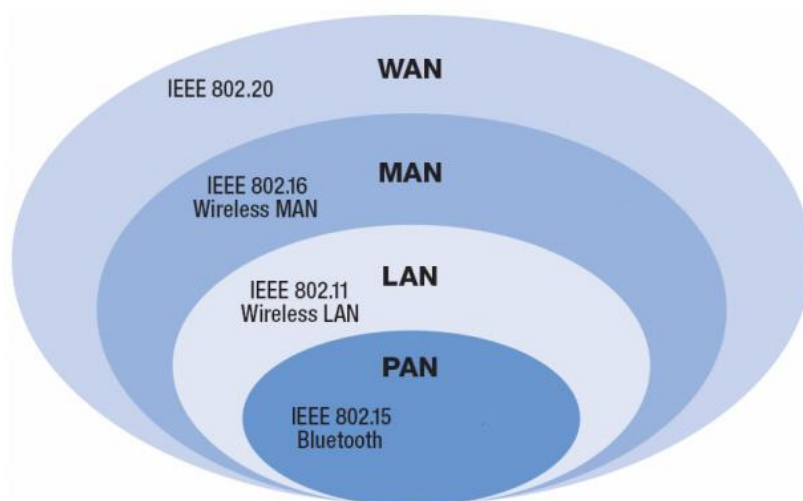 WAN
IEEE 802.20
MAN
IEEE 802.16
Wireless MAN
LAN
IEEE 802.11
Wireless LAN
PAN
IEEE 802.15
Bluetooth